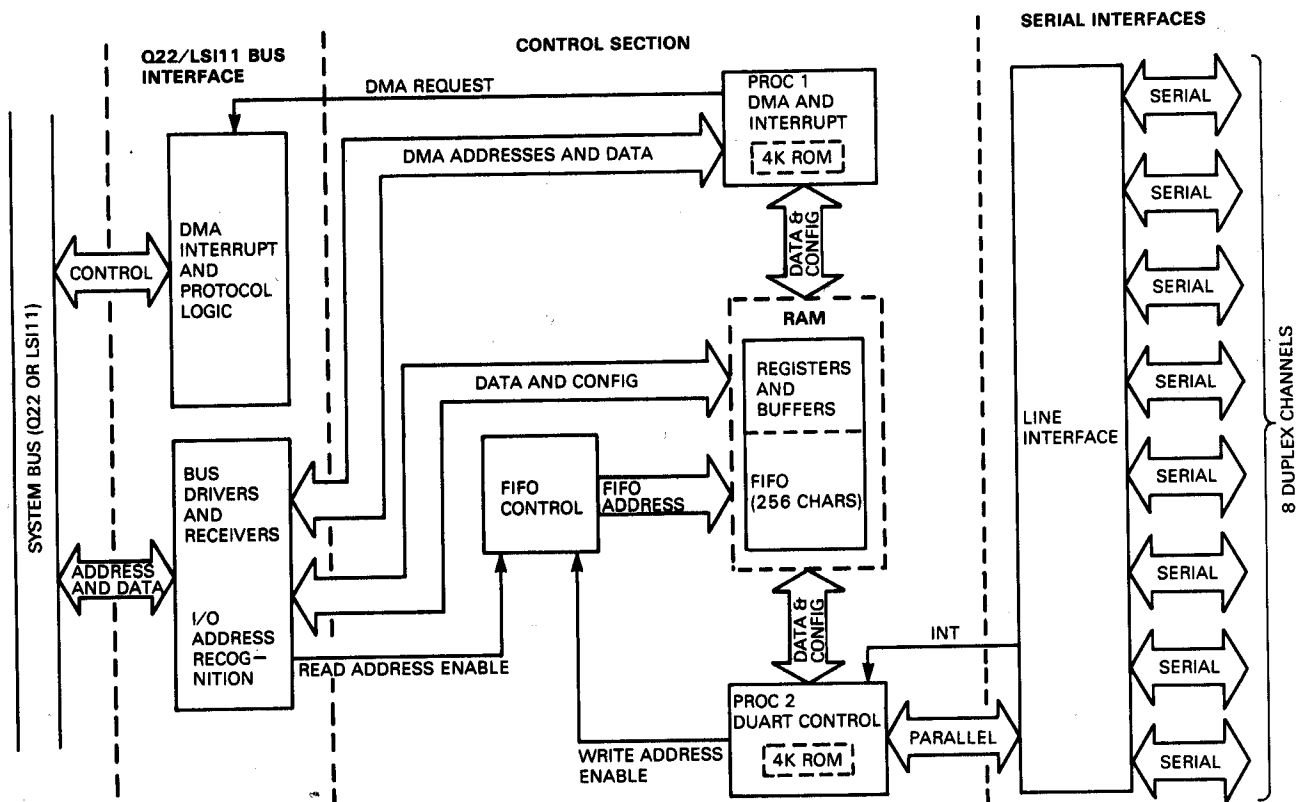 SERIAL INTERFACES
Q22/LSI11 BUS
INTERFACE
CONTROL SECTION
DMA REQUEST
PROC 1
DMA AND
INTERRUPT
4K ROM
DMA ADDRESSES AND DATA
DMA
INTERRUPT
AND
PROTOCOL
LOGIC
CONTROL
SYSTEM BUS (Q22 OR LSI11)
DATA &
CONFIG
RAM
REGISTERS
AND
BUFFERS
DATA AND CONFIG
FIFO
(256 CHARS)
FIFO
CONTROL
FIFO
ADDRESS
BUS
DRIVERS
AND
RECEIVERS
ADDRESS
AND DATA
I/O
ADDRESS
RECOG-
NITION
READ ADDRESS ENABLE
DATA &
CONFIG
INT
PROC 2
DUART CONTROL
4K ROM
WRITE ADDRESS
ENABLE
PARALLEL
LINE
INTERFACE
SERIAL
SERIAL
SERIAL
SERIAL
SERIAL
SERIAL
SERIAL
SERIAL
8 DUPLEX CHANNELS